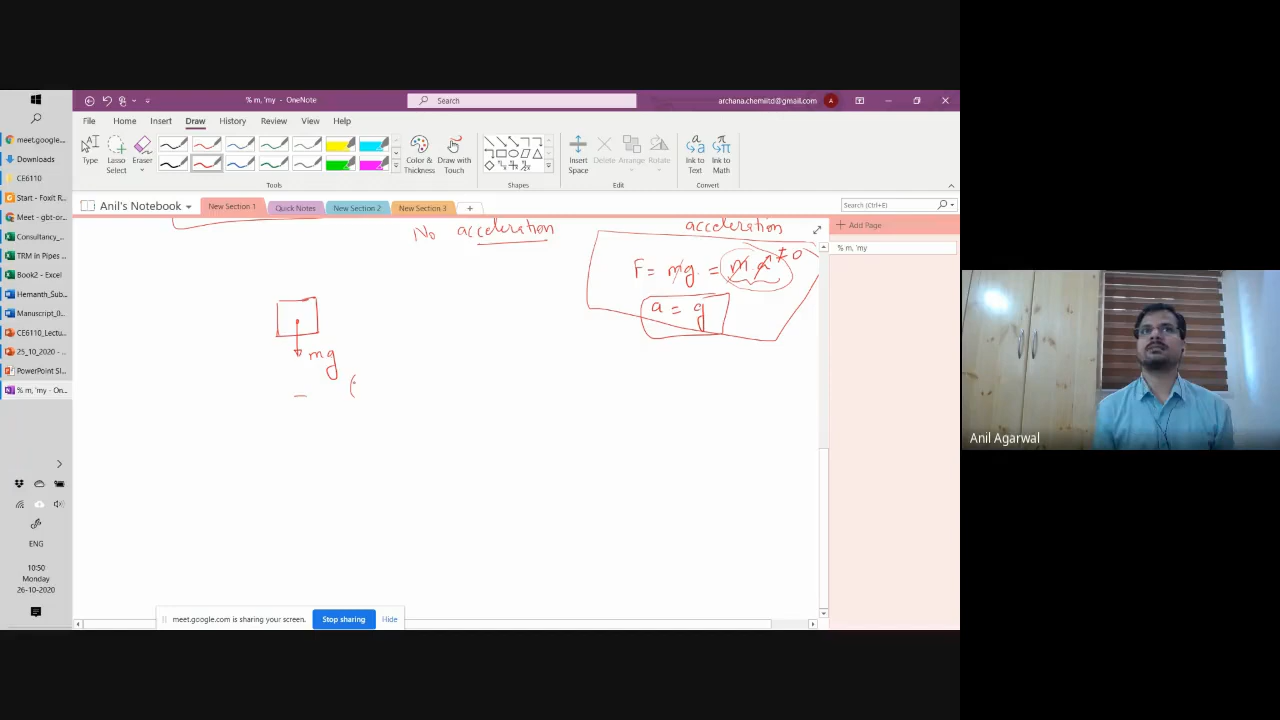 % m, 'my - OneNote
Search
archana.chemiitd@gmail.com
A
File
Home
Insert
Draw
History
Review
View
Help
Type
Lasso Select
Eraser
Color & Thickness
Draw with Touch
Insert Space
Delete
Arrange
Rotate
Ink to Text
Ink to Math
Tools
Shapes
Edit
Convert
Anil's Notebook
New Section 1
Quick Notes
New Section 2
New Section 3
Search (Ctrl+E)
Add Page
% m, 'my
meet.google...
Downloads
CE6110
Start - Foxit R...
Meet - gbt-or...
Consultancy_...
TRM in Pipes ...
Book2 - Excel
Hemanth_Sub...
Manuscript_0...
CE6110_Lectu...
25_10_2020 - ...
PowerPoint Sl...
% m, 'my - On...
ENG
10:50
Monday
26-10-2020
No acceleration
acceleration
F = mg = m a ≠ 0
a = g
mg
meet.google.com is sharing your screen.
Stop sharing
Hide
Anil Agarwal